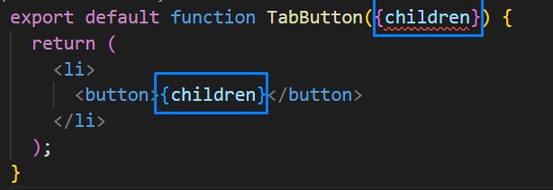 export default function TabButton({children}) {
  return (
    <li>
      <button>{children}</button>
    </li>
  );
}